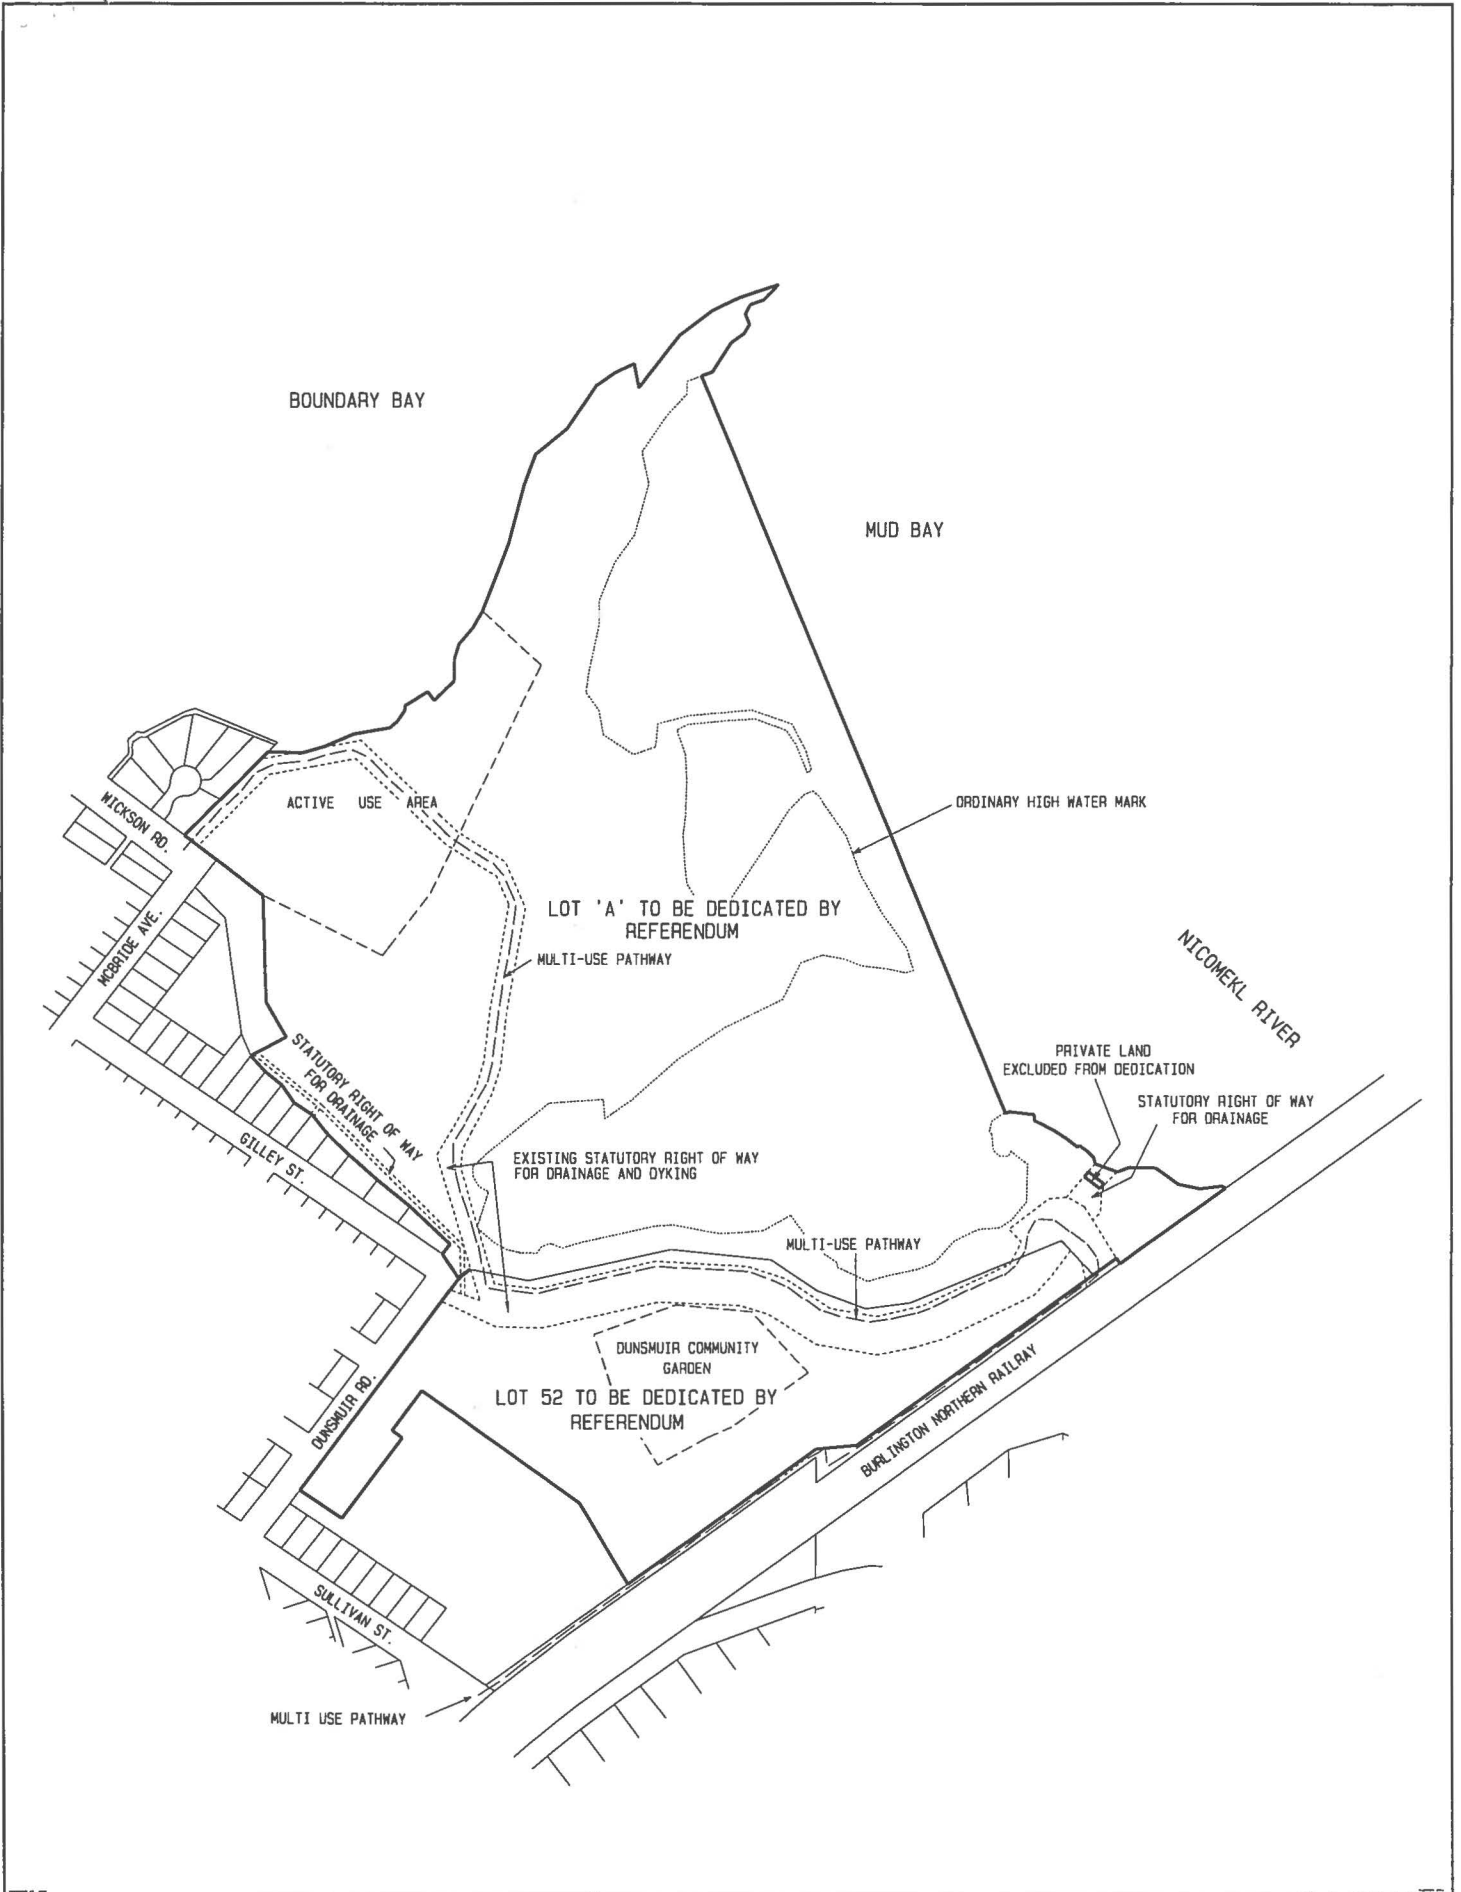 BOUNDARY BAY
MUD BAY
WICKSON RD.
ACTIVE USE AREA
ORDINARY HIGH WATER MARK
MCBRIDE AVE.
LOT 'A' TO BE DEDICATED BY
REFERENDUM
MULTI-USE PATHWAY
NICOMEKL RIVER
STATUTORY RIGHT OF WAY
FOR DRAINAGE
PRIVATE LAND
EXCLUDED FROM DEDICATION
STATUTORY RIGHT OF WAY
FOR DRAINAGE
GILLEY ST.
EXISTING STATUTORY RIGHT OF WAY
FOR DRAINAGE AND DYKING
MULTI-USE PATHWAY
DUNSMUIR COMMUNITY
GARDEN
LOT 52 TO BE DEDICATED BY
REFERENDUM
DUNSMUIR RD.
BURLINGTON NORTHERN RAILRAY
SULLIVAN ST.
MULTI USE PATHWAY